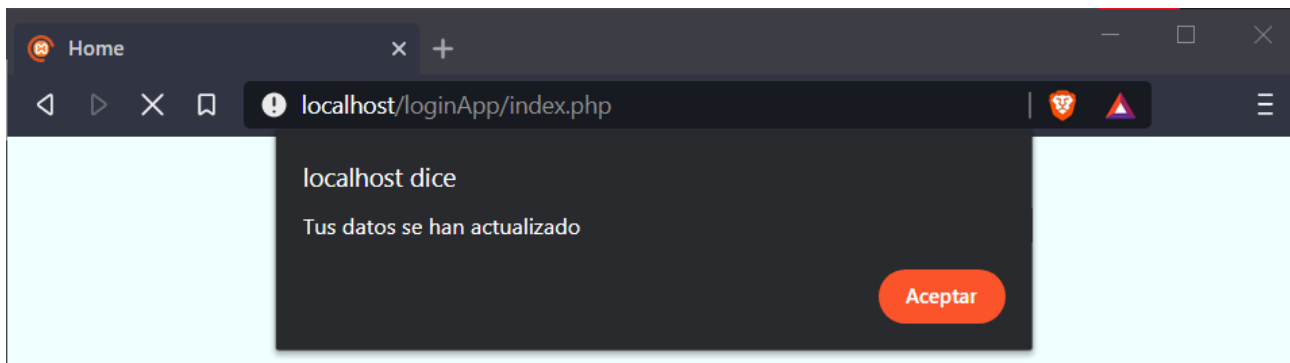 Home
localhost/loginApp/index.php
localhost dice
Tus datos se han actualizado
Aceptar